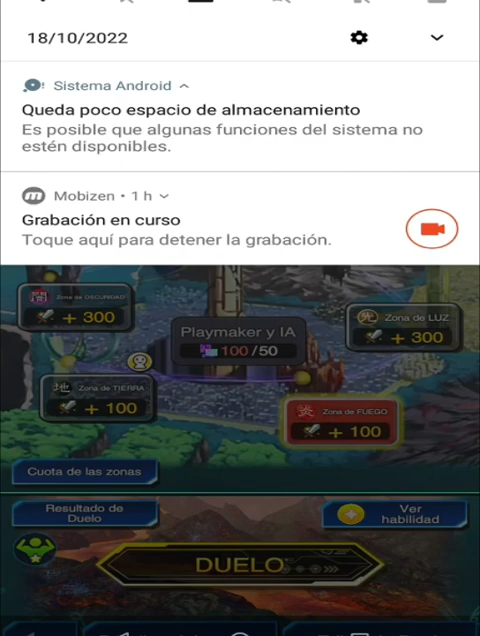 18/10/2022
Sistema Android
Queda poco espacio de almacenamiento
Es posible que algunas funciones del sistema no
estén disponibles.
m Mobizen • 1 h
Grabación en curso
Toque aquí para detener la grabación.
Zona de OSCURIDAD
+ 300
Playmaker y IA
100/50
光 Zona de LUZ
+ 300
地 Zona de TIERRA
+ 100
炎 Zona de FUEGO
+ 100
Cuota de las zonas
Resultado de
Duelo
Ver
habilidad
DUELO